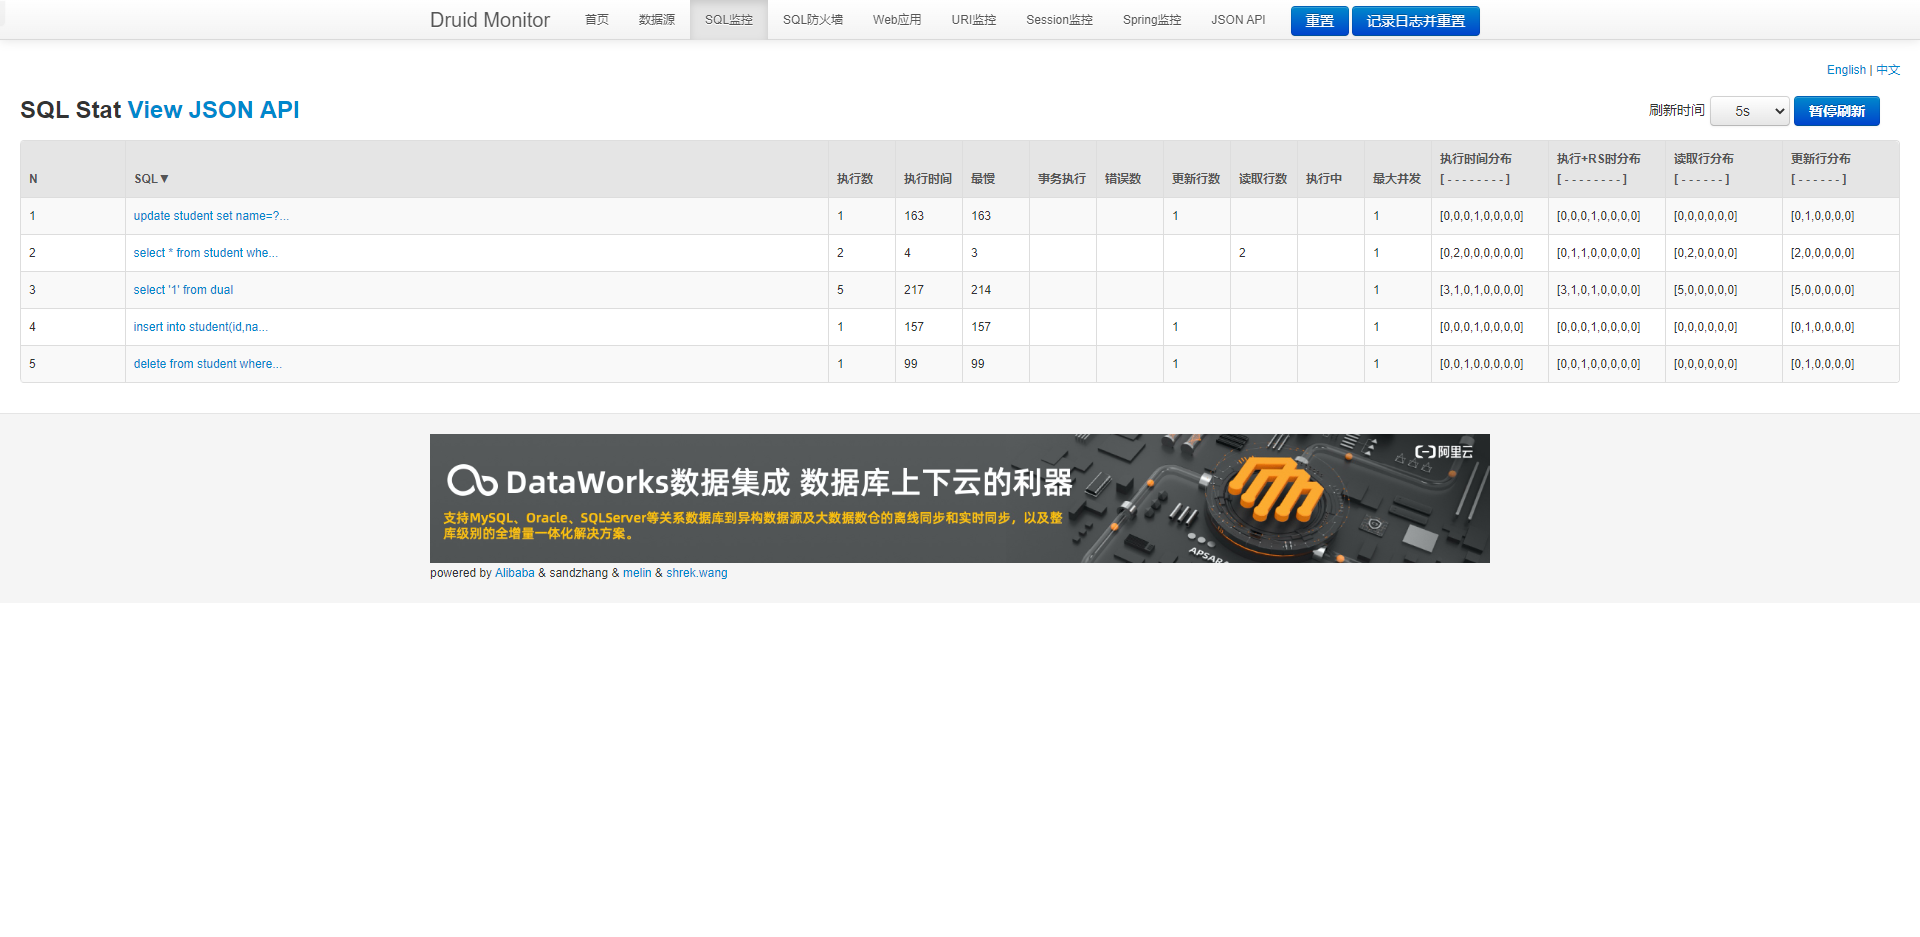 Druid Monitor 首页 数据源 SQL监控 SQL防火墙 Web应用 URI监控 Session监控 Spring监控 JSON API 重置 记录日志并重置
English | 中文
SQL Stat View JSON API 刷新时间 5s 暂停刷新
N SQL▼ 执行数 执行时间 最慢 事务执行 错误数 更新行数 读取行数 执行中 最大并发 执行时间分布 [ - - - - - - - - ] 执行+RS时分布 [ - - - - - - - - ] 读取行分布 [ - - - - - - ] 更新行分布 [ - - - - - - ]
1 update student set name=?... 1 163 163 1 1 [0,0,0,1,0,0,0,0] [0,0,0,1,0,0,0,0] [0,0,0,0,0,0] [0,1,0,0,0,0]
2 select * from student whe... 2 4 3 2 1 [0,2,0,0,0,0,0,0] [0,1,1,0,0,0,0,0] [0,2,0,0,0,0] [2,0,0,0,0,0]
3 select '1' from dual 5 217 214 1 [3,1,0,1,0,0,0,0] [3,1,0,1,0,0,0,0] [5,0,0,0,0,0] [5,0,0,0,0,0]
4 insert into student(id,na... 1 157 157 1 1 [0,0,0,1,0,0,0,0] [0,0,0,1,0,0,0,0] [0,0,0,0,0,0] [0,1,0,0,0,0]
5 delete from student where... 1 99 99 1 1 [0,0,1,0,0,0,0,0] [0,0,1,0,0,0,0,0] [0,0,0,0,0,0] [0,1,0,0,0,0]
阿里云
DataWorks数据集成 数据库上下云的利器
支持MySQL、Oracle、SQLServer等关系数据库到异构数据源及大数据数仓的离线同步和实时同步，以及整
库级别的全增量一体化解决方案。
APSARA
powered by Alibaba & sandzhang & melin & shrek.wang